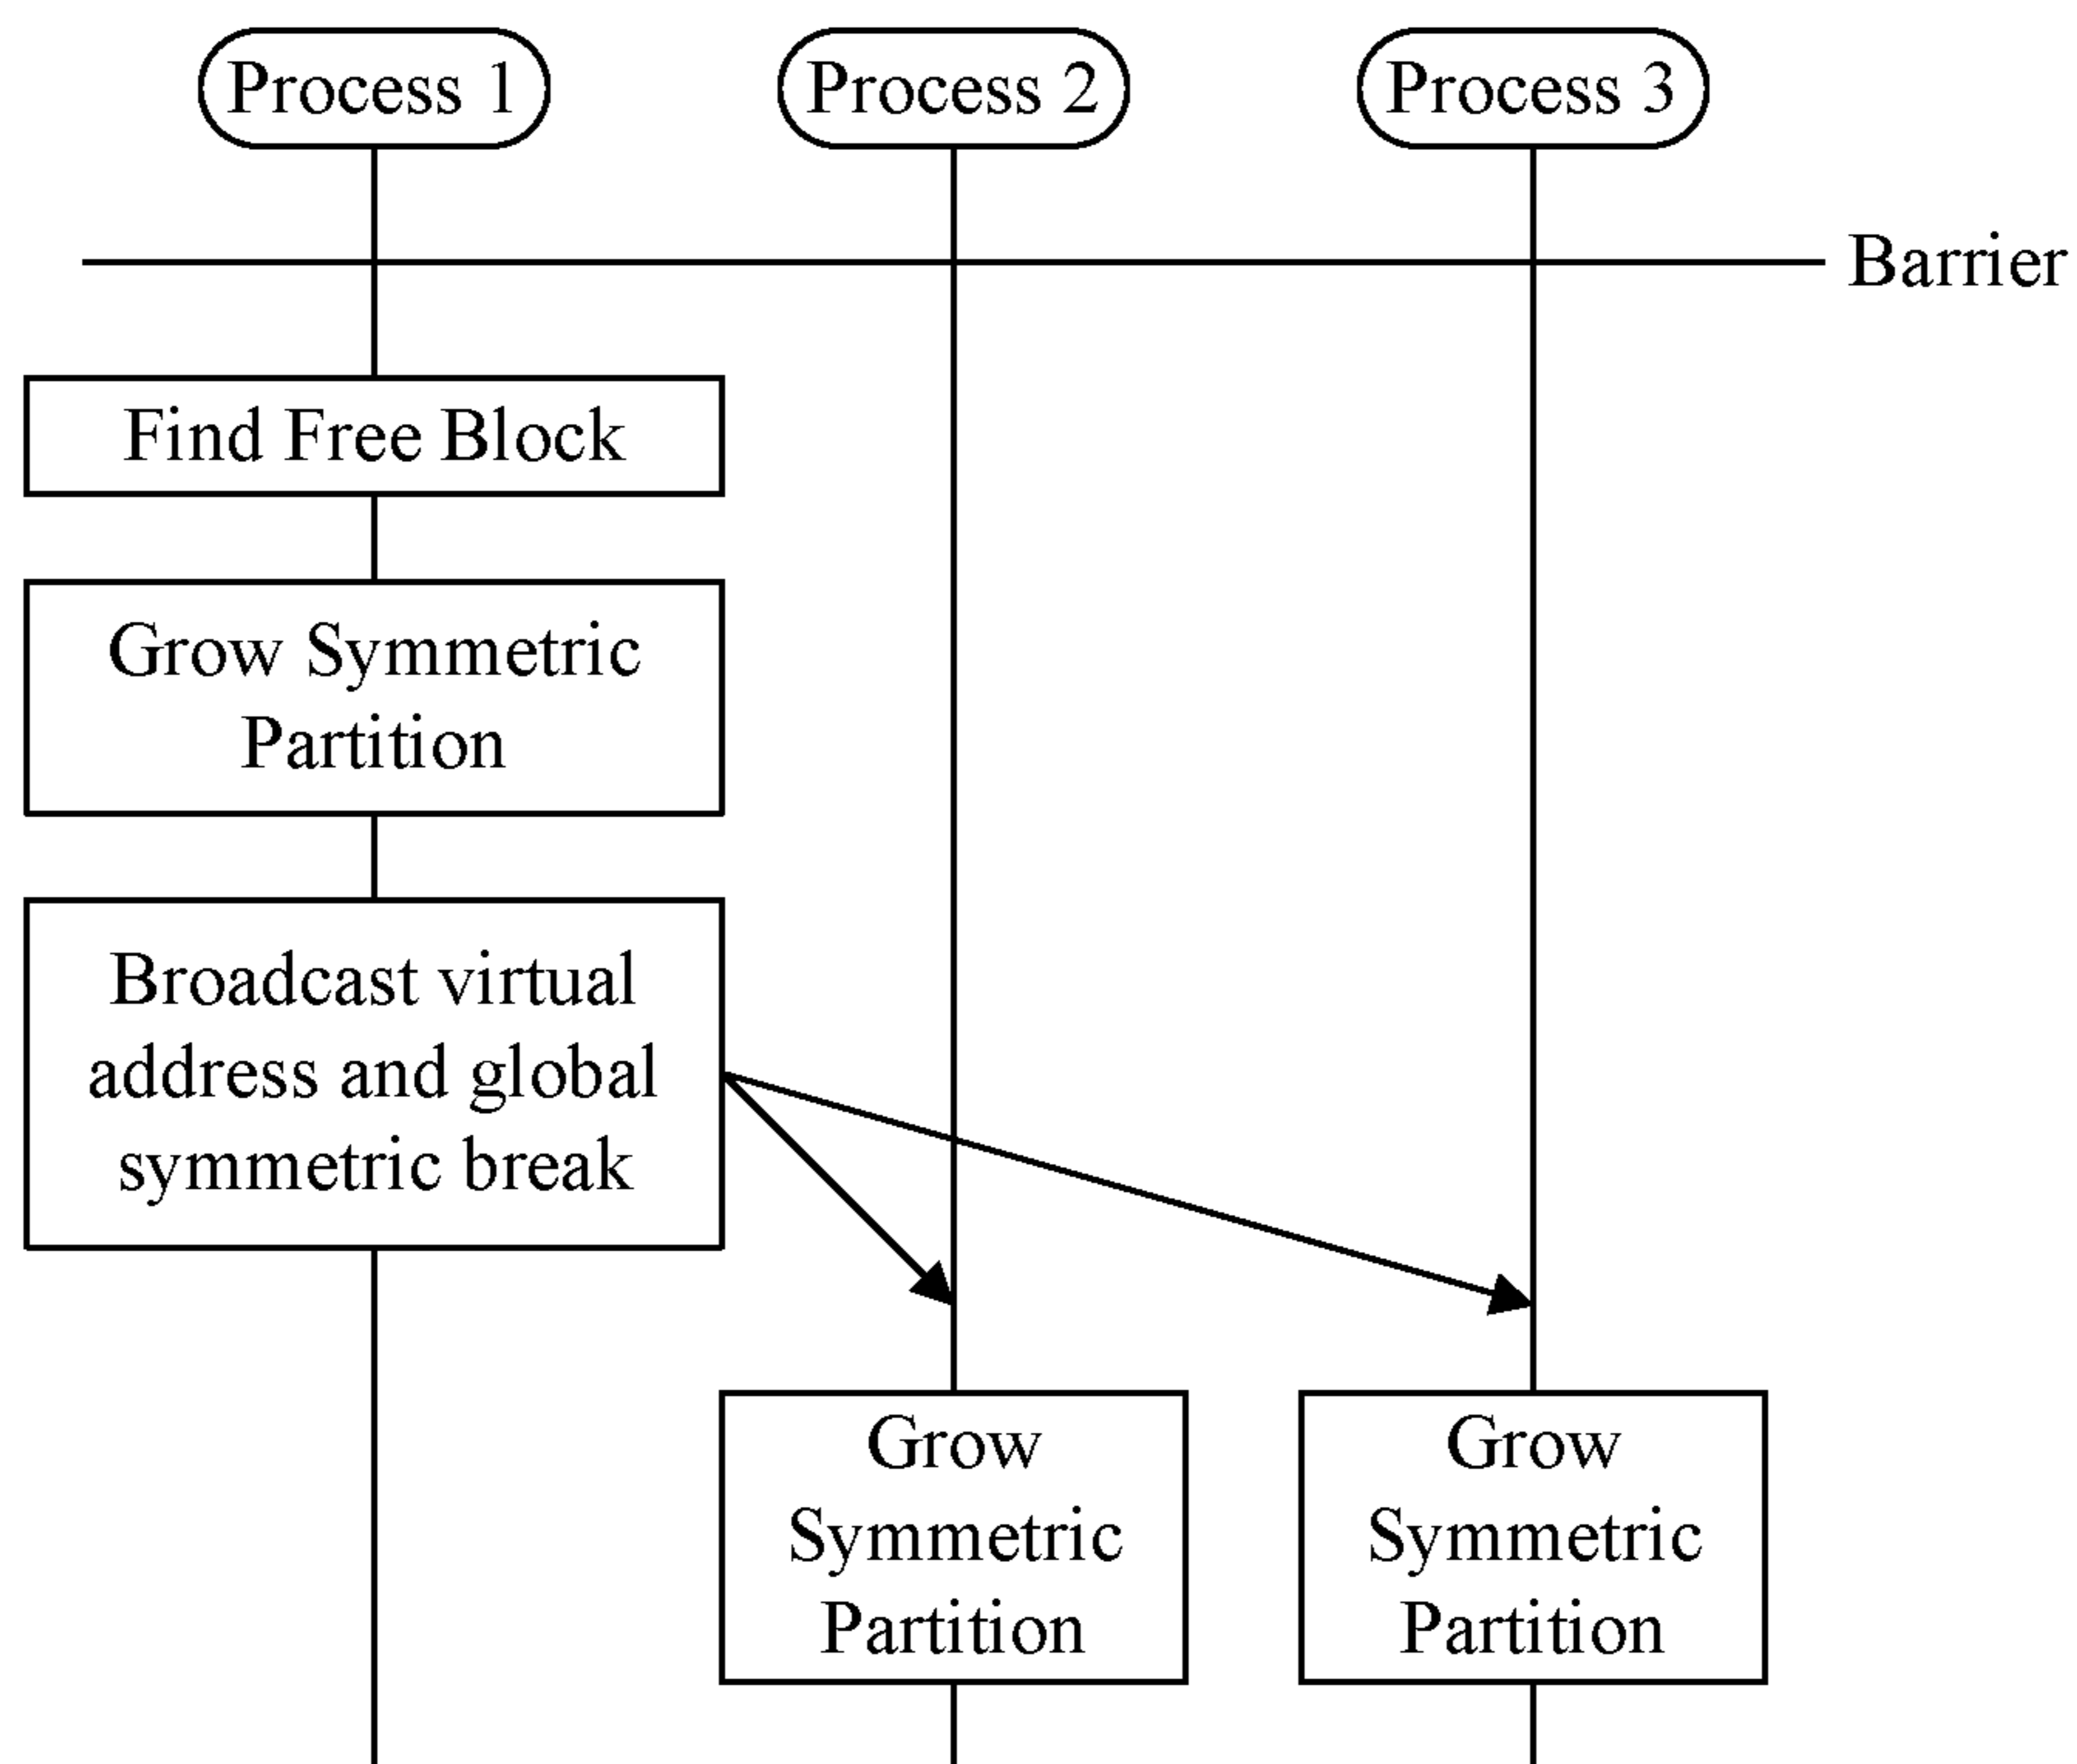 Process 1
Process 2
Process 3
Barrier
Find Free Block
Grow Symmetric
Partition
Broadcast virtual
address and global
symmetric break
Grow
Symmetric
Partition
Grow
Symmetric
Partition